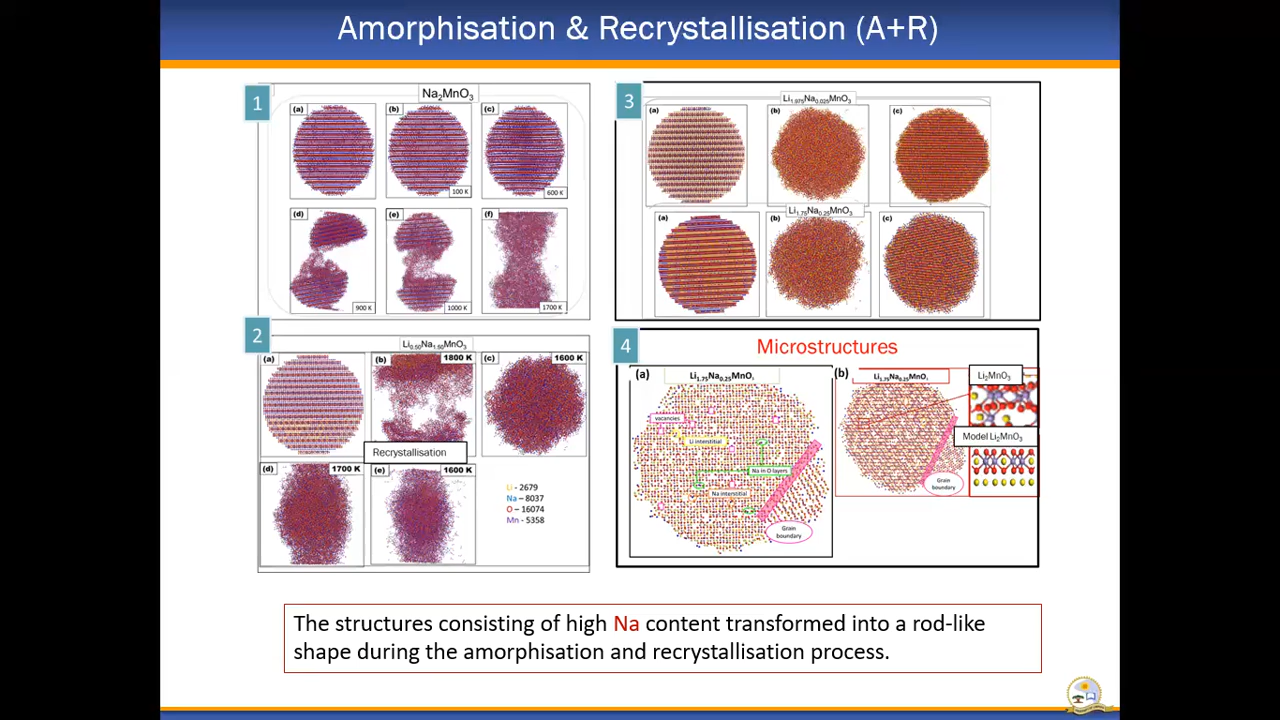 Amorphisation & Recrystallisation (A+R)
1
Na₂MnO₃
(a)
(b)
(c)
100 K
600 K
(d)
(e)
(f)
900 K
1000 K
1700 K
2
Li₀.₅₀Na₁.₅₀MnO₃
(a)
(b)
1800 K
(c)
1600 K
Recrystallisation
(d)
1700 K
(e)
1600 K
Li - 2679
Na – 8037
O – 16074
Mn - 5358
3
Li₁.₉₇₅Na₀.₀₂₅MnO₃
(a)
(b)
(c)
Li₁.₇₅Na₀.₂₅MnO₃
(a)
(b)
(c)
4
Microstructures
(a)
Li₁.₇₅Na₀.₂₅MnO
vacancies
Li interstitial
Na in O layers
Na interstitial
Grain
boundary
(b)
Li₁.₇₅Na₀.₂₅MnO
Li₂MnO₃
Model Li₂MnO₃
Grain
boundary
The structures consisting of high Na content transformed into a rod-like
shape during the amorphisation and recrystallisation process.